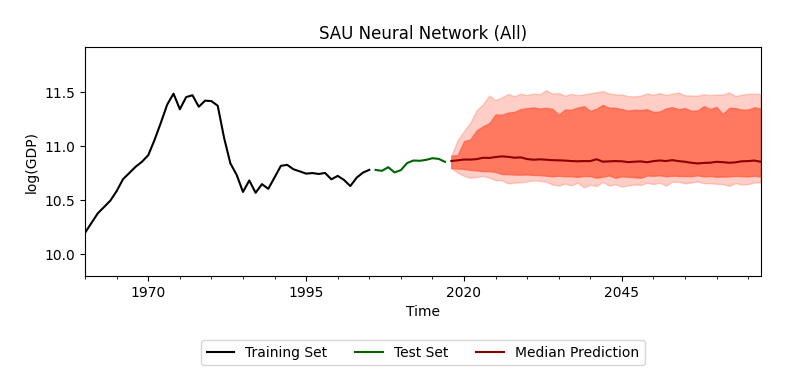 SAU Neural Network (All)
log(GDP)
11.5
11.0
10.5
10.0
1970 1995 2020 2045
Time
Training Set Test Set Median Prediction